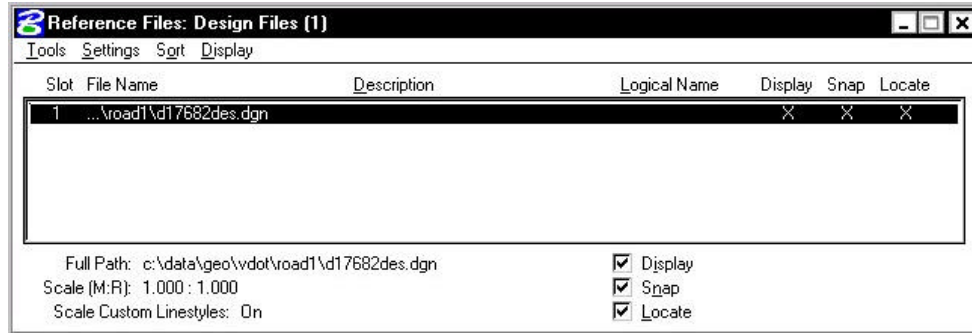 Reference Files: Design Files (1)
Tools Settings Sort Display
Slot File Name Description Logical Name Display Snap Locate
1 ...\road1\d17682des.dgn X X X
Full Path: c:\data\geo\vdot\road1\d17682des.dgn Display
Scale (M:R): 1.000 : 1.000 Snap
Scale Custom Linestyles: On Locate